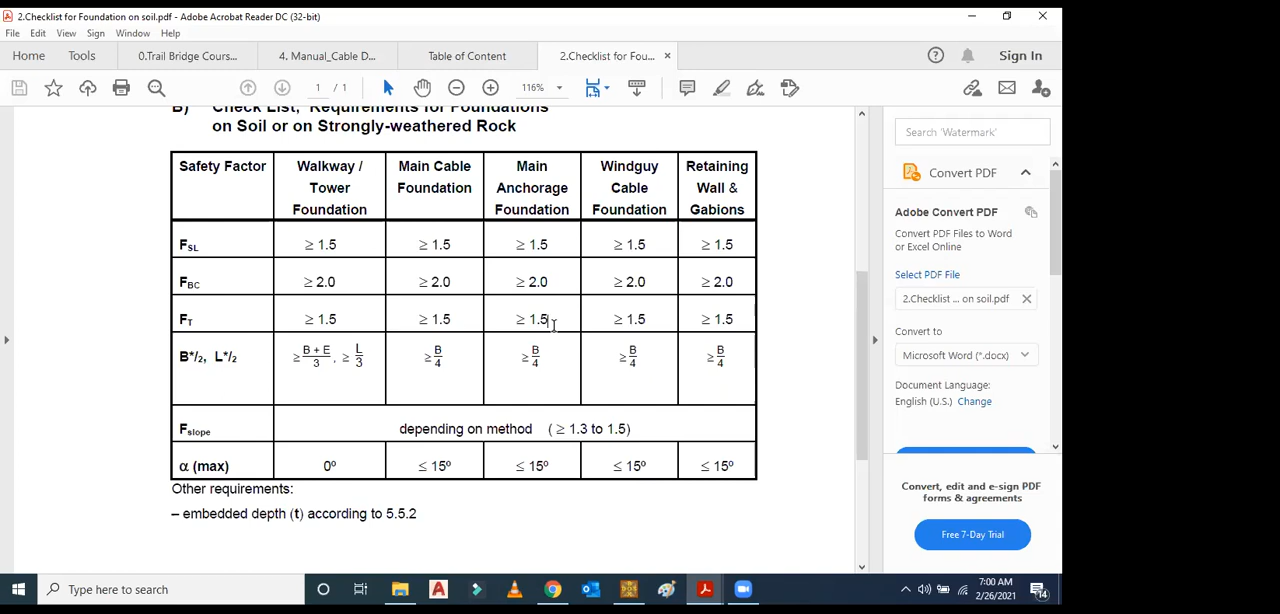 2.Checklist for Foundation on soil.pdf - Adobe Acrobat Reader DC (32-bit)
File Edit View Sign Window Help
Home Tools 0.Trail Bridge Cours... 4. Manual_Cable D... Table of Content 2.Checklist for Fou... × Sign In
1 / 1 116%
B) Check List, Requirements for Foundations
on Soil or on Strongly-weathered Rock
Safety Factor Walkway / Tower Foundation Main Cable Foundation Main Anchorage Foundation Windguy Cable Foundation Retaining Wall & Gabions
FSL ≥ 1.5 ≥ 1.5 ≥ 1.5 ≥ 1.5 ≥ 1.5
FBC ≥ 2.0 ≥ 2.0 ≥ 2.0 ≥ 2.0 ≥ 2.0
FT ≥ 1.5 ≥ 1.5 ≥ 1.5 ≥ 1.5 ≥ 1.5
B*/2, L*/2 ≥ B + E/3, ≥ L/3 ≥ B/4 ≥ B/4 ≥ B/4 ≥ B/4
Fslope depending on method ( ≥ 1.3 to 1.5)
α (max) 0º ≤ 15º ≤ 15º ≤ 15º ≤ 15º
Other requirements:
– embedded depth (t) according to 5.5.2
Search 'Watermark'
Convert PDF
Adobe Convert PDF
Convert PDF Files to Word
or Excel Online
Select PDF File
2.Checklist ... on soil.pdf ×
Convert to
Microsoft Word (*.docx)
Document Language:
English (U.S.) Change
Convert, edit and e-sign PDF
forms & agreements
Free 7-Day Trial
Type here to search
7:00 AM
2/26/2021
14